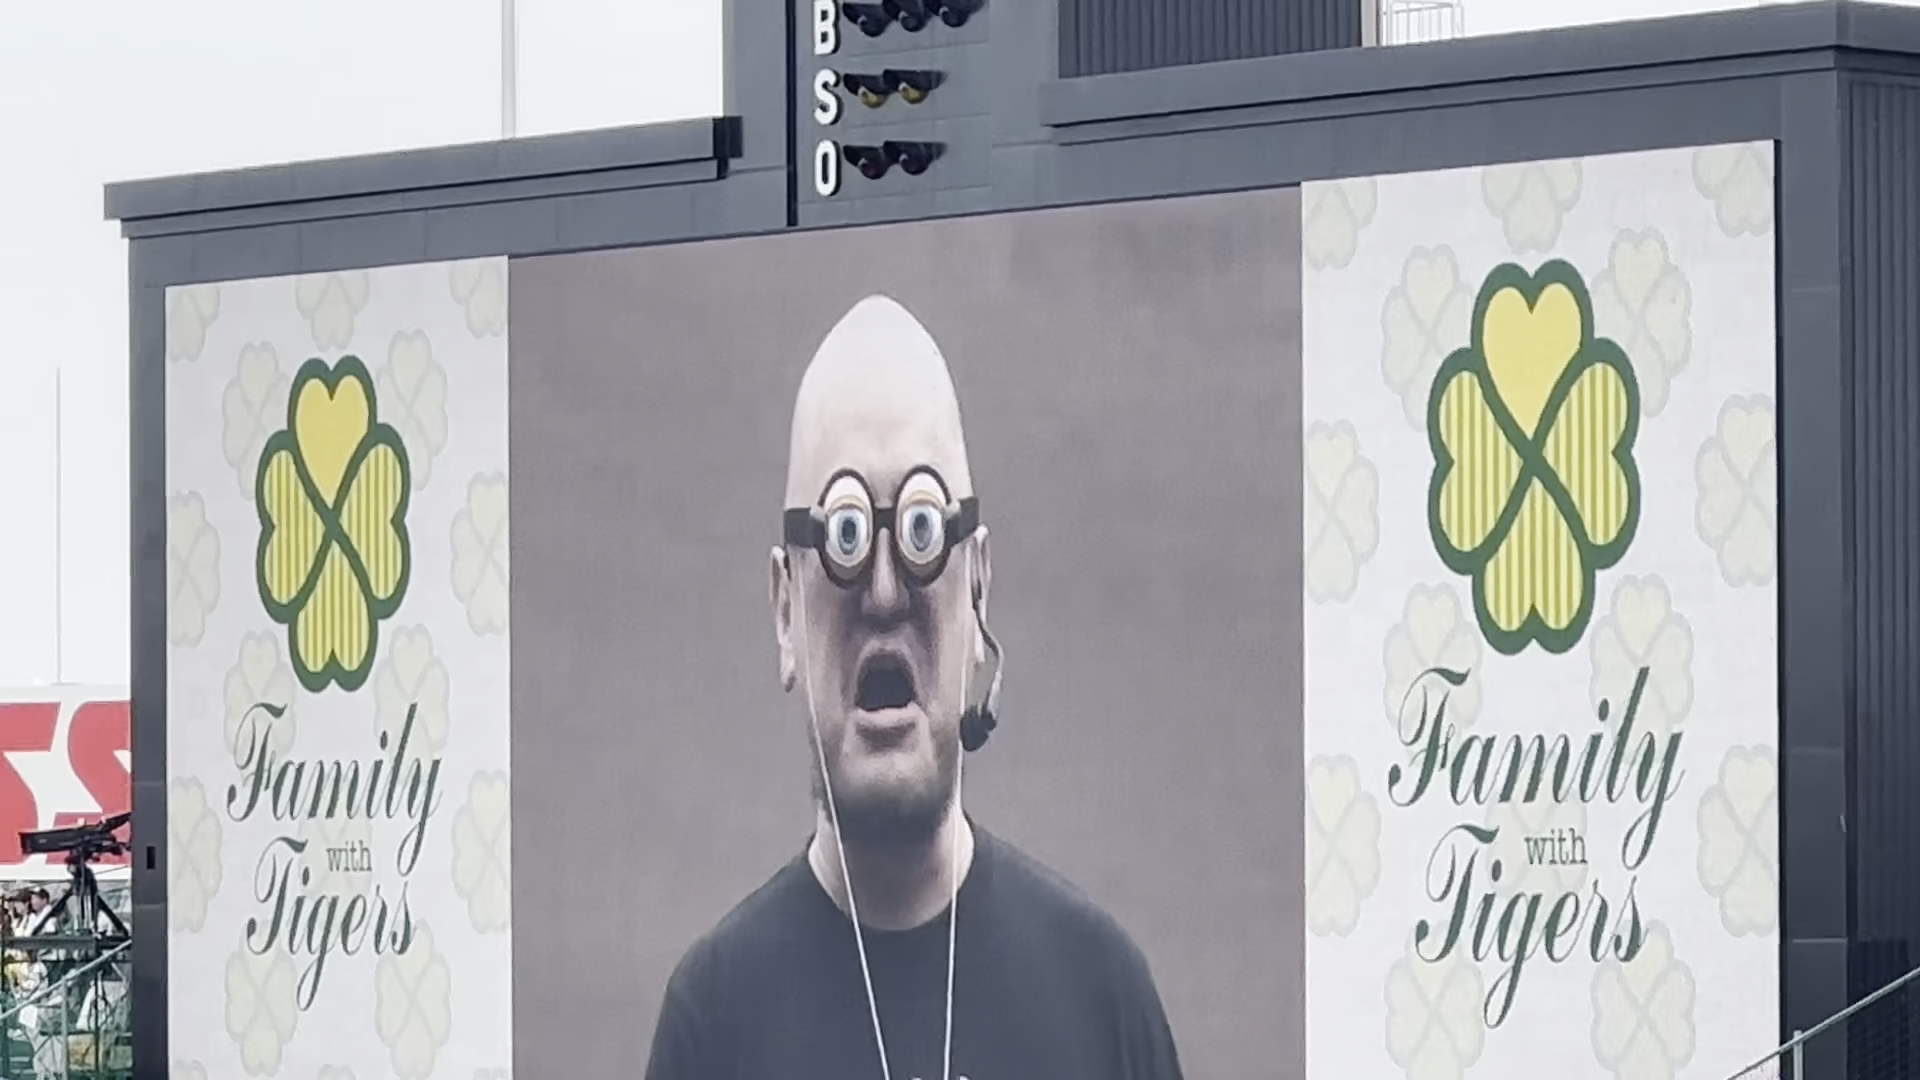 B
S
O
Family
with
Tigers
Family
with
Tigers